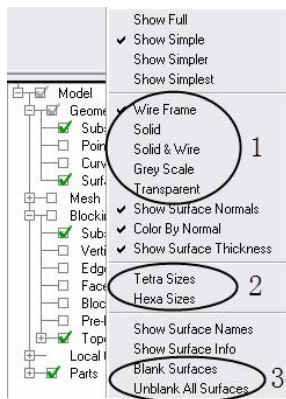 Show Full
Show Simple
Show Simpler
Show Simplest
Model
Wire Frame
Solid
Solid & Wire
1
Grey Scale
Transparent
Mesh
Show Surface Normals
Color By Normal
Show Surface Thickness
Tetra Sizes
2
Hexa Sizes
Show Surface Names
Show Surface Info
Local
Blank Surfaces
Parts
3
Unblank All Surfaces